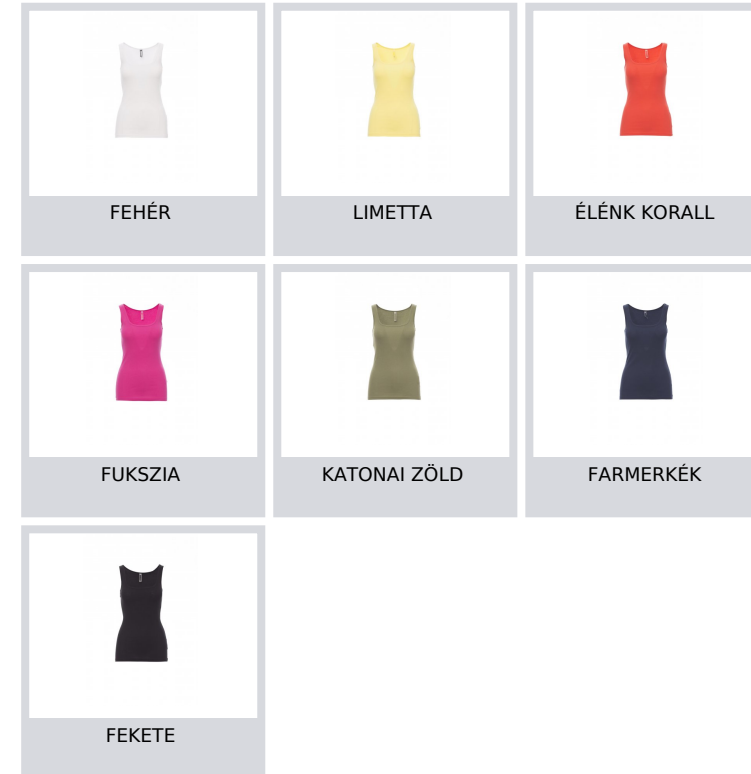 FEHÉR
LIMETTA
ÉLÉNK KORALL
FUKSZIA
KATONAI ZÖLD
FARMERKÉK
FEKETE